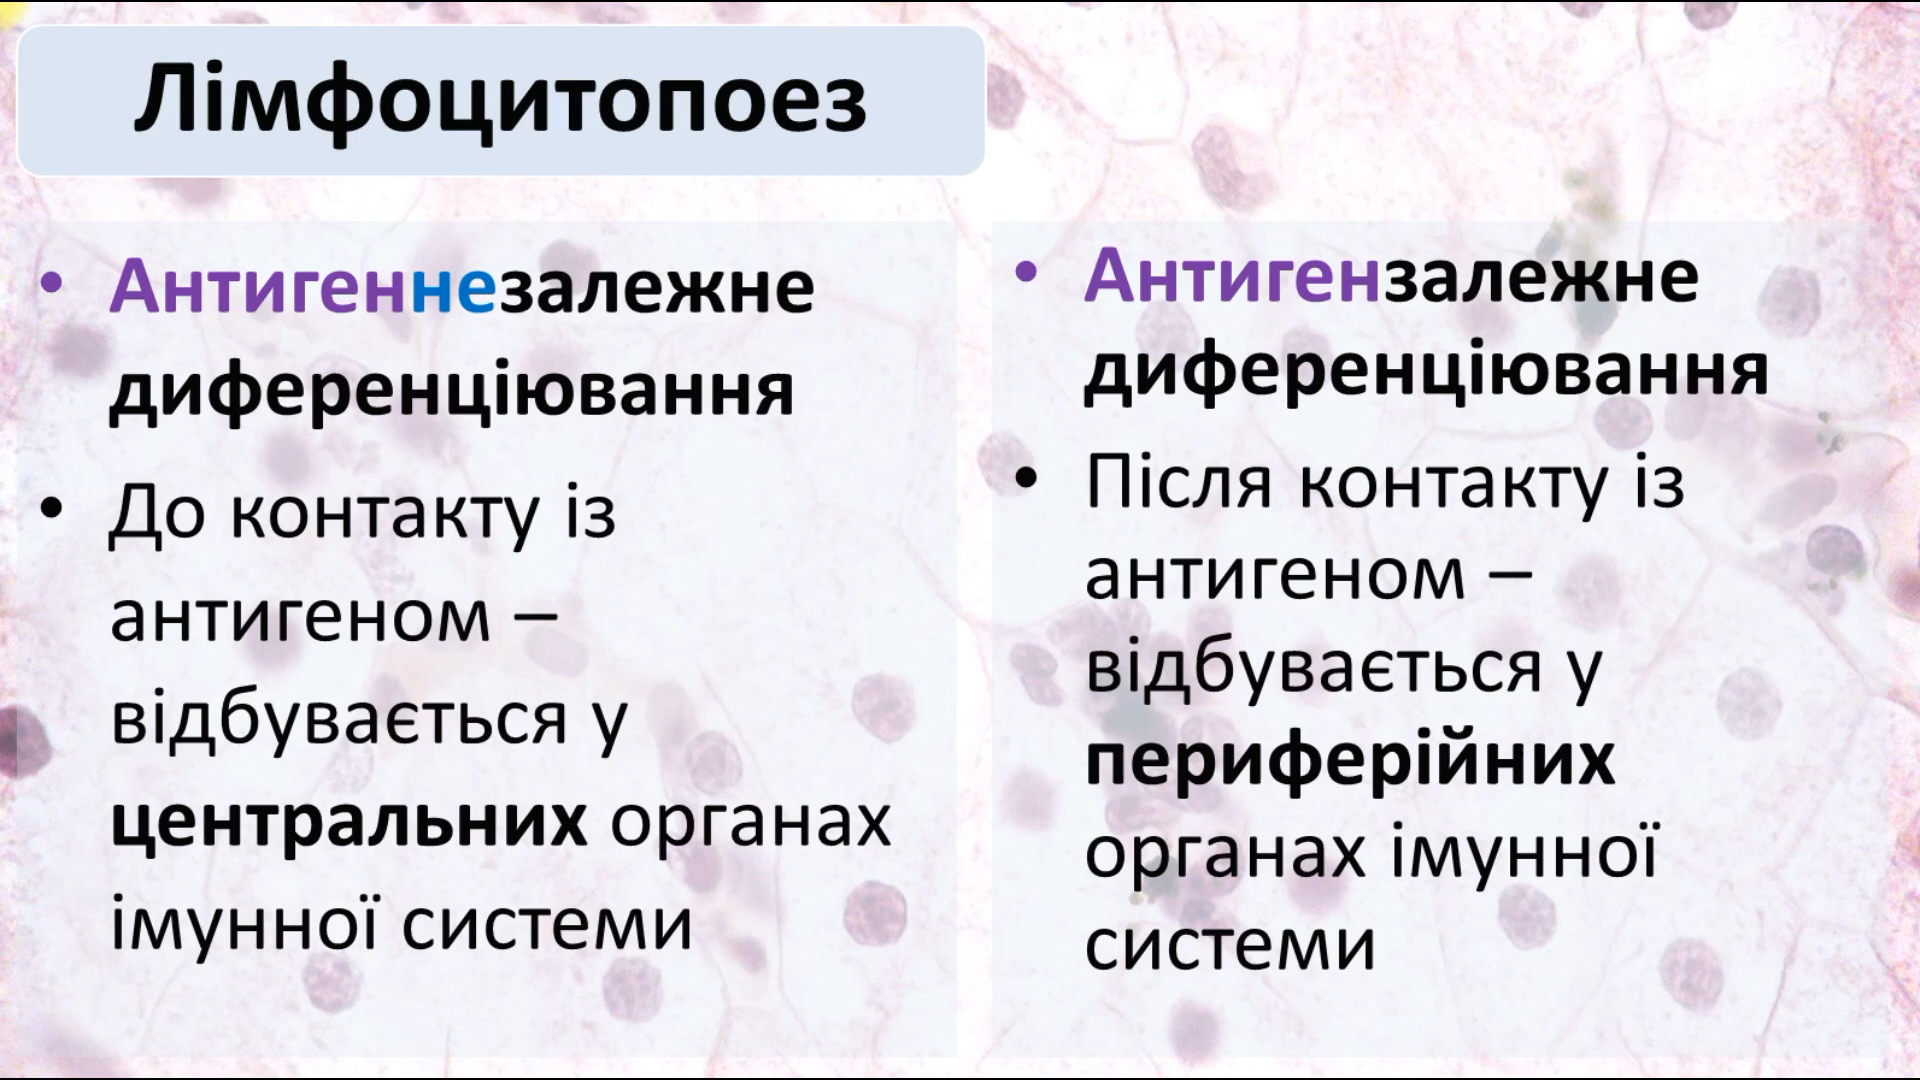 Лімфоцитопоез
• Антигеннезалежне
диференціювання
• До контакту із
антигеном –
відбувається у
центральних органах
імунної системи
• Антигензалежне
диференціювання
• Після контакту із
антигеном –
відбувається у
периферійних
органах імунної
системи